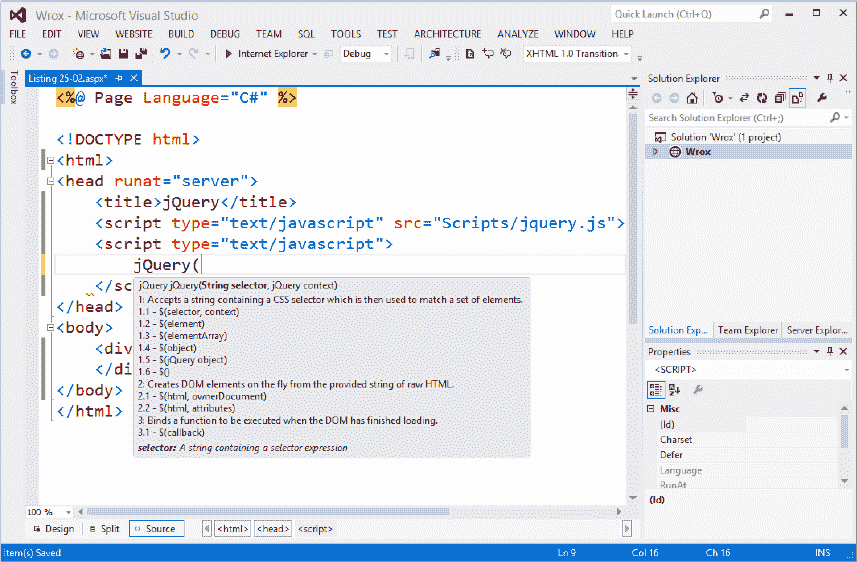 Wrox - Microsoft Visual Studio
Quick Launch (Ctrl+Q)
FILE EDIT VIEW WEBSITE BUILD DEBUG TEAM SQL TOOLS TEST ARCHITECTURE ANALYZE WINDOW HELP
Internet Explorer Debug XHTML 1.0 Transition
Toolbox
Listing 25-02.aspx*
<%@ Page Language="C#" %>
<!DOCTYPE html>
<html>
<head runat="server">
<title>jQuery</title>
<script type="text/javascript" src="Scripts/jquery.js">
<script type="text/javascript">
jQuery(
</sc
</head>
<body>
<div
</di
</body>
</html>
jQuery jQuery(String selector, jQuery context)
1: Accepts a string containing a CSS selector which is then used to match a set of elements.
1.1 - $(selector, context)
1.2 - $(element)
1.3 - $(elementArray)
1.4 - $(object)
1.5 - $(jQuery object)
1.6 - $()
2: Creates DOM elements on the fly from the provided string of raw HTML.
2.1 - $(html, ownerDocument)
2.2 - $(html, attributes)
3: Binds a function to be executed when the DOM has finished loading.
3.1 - $(callback)
selector: A string containing a selector expression
100 %
Design Split Source <html> <head> <script>
Solution Explorer
Search Solution Explorer (Ctrl+;)
Solution 'Wrox' (1 project)
Wrox
Solution Exp... Team Explorer Server Explor...
Properties
<SCRIPT>
Misc
(Id)
Charset
Defer
Language
RunAt
(Id)
Item(s) Saved Ln 9 Col 16 Ch 16 INS